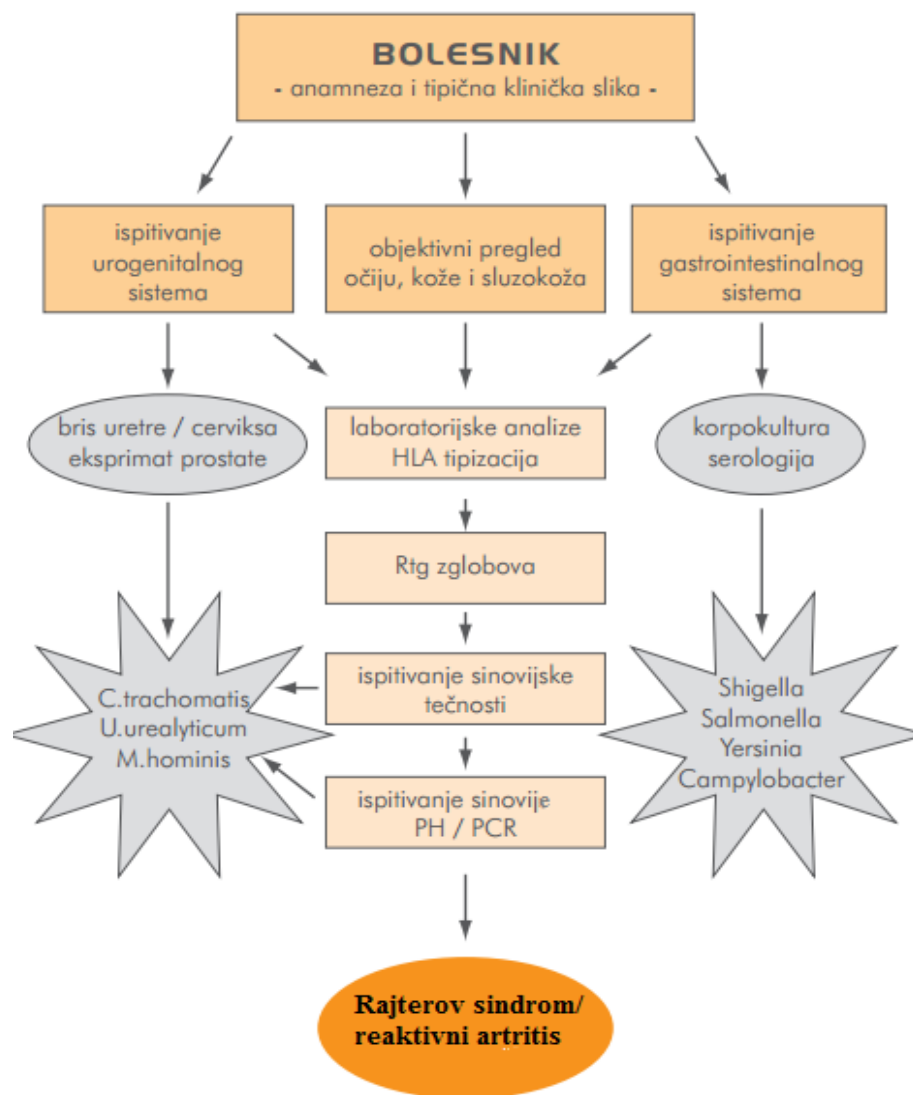 BOLESNIK
- anamneza i tipična klinička slika -
ispitivanje
urogenitalnog
sistema
objektivni pregled
očiju, kože i sluzokoža
ispitivanje
gastrointestinalnog
sistema
bris uretre / cerviksa
eksprimat prostate
laboratorijske analize
HLA tipizacija
korpokultura
serologija
Rtg zglobova
C.trachomatis
U.urealyticum
M.hominis
ispitivanje sinovijske
tečnosti
Shigella
Salmonella
Yersinia
Campylobacter
ispitivanje sinovije
PH / PCR
Rajterov sindrom/
reaktivni artritis